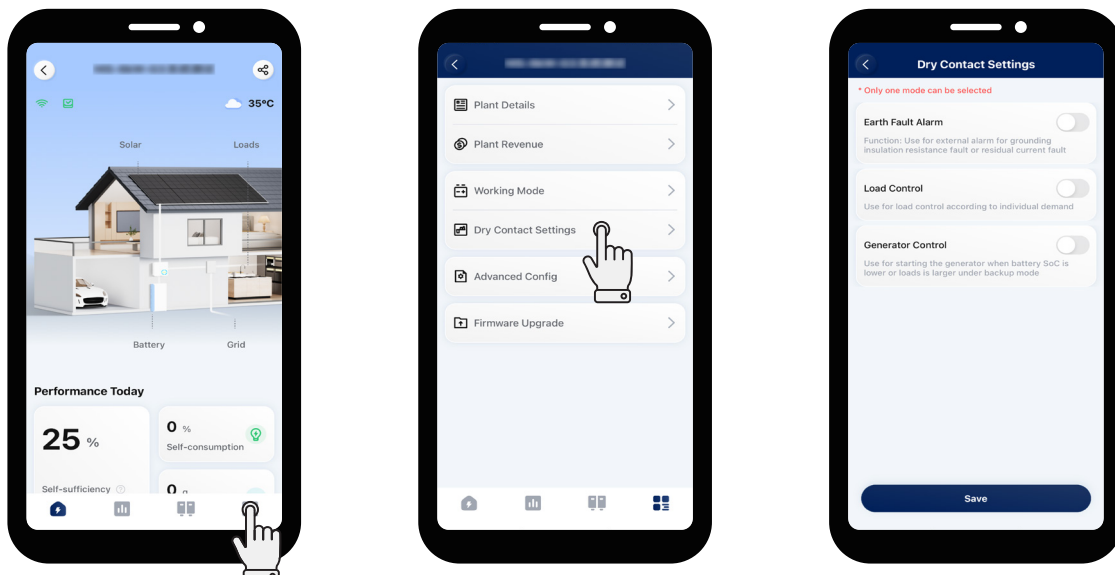 35°C
Solar
Loads
Battery
Grid
Performance Today
25 %
Self-sufficiency
0 %
Self-consumption
0
Plant Details
Plant Revenue
Working Mode
Dry Contact Settings
Advanced Config
Firmware Upgrade
Dry Contact Settings
* Only one mode can be selected
Earth Fault Alarm
Function: Use for external alarm for grounding
insulation resistance fault or residual current fault
Load Control
Use for load control according to individual demand
Generator Control
Use for starting the generator when battery SoC is
lower or loads is larger under backup mode
Save